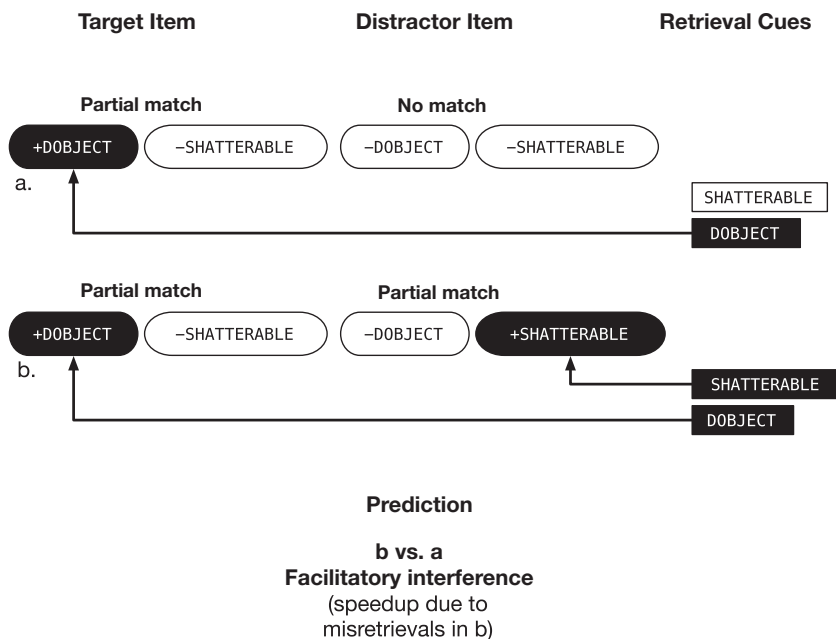 Target Item Distractor Item Retrieval Cues
Partial match No match
+DOBJECT −SHATTERABLE −DOBJECT −SHATTERABLE
a.
SHATTERABLE
DOBJECT
Partial match Partial match
+DOBJECT −SHATTERABLE −DOBJECT +SHATTERABLE
b.
SHATTERABLE
DOBJECT
Prediction
b vs. a
Facilitatory interference
(speedup due to
misretrievals in b)